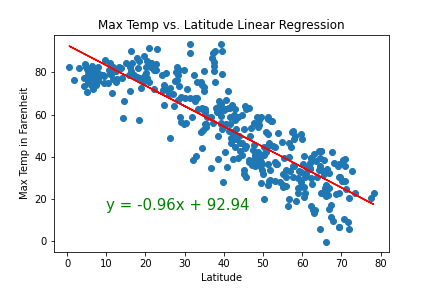 Max Temp vs. Latitude Linear Regression
Max Temp in Farenheit
80
60
40
20
0
y = -0.96x + 92.94
0 10 20 30 40 50 60 70 80
Latitude